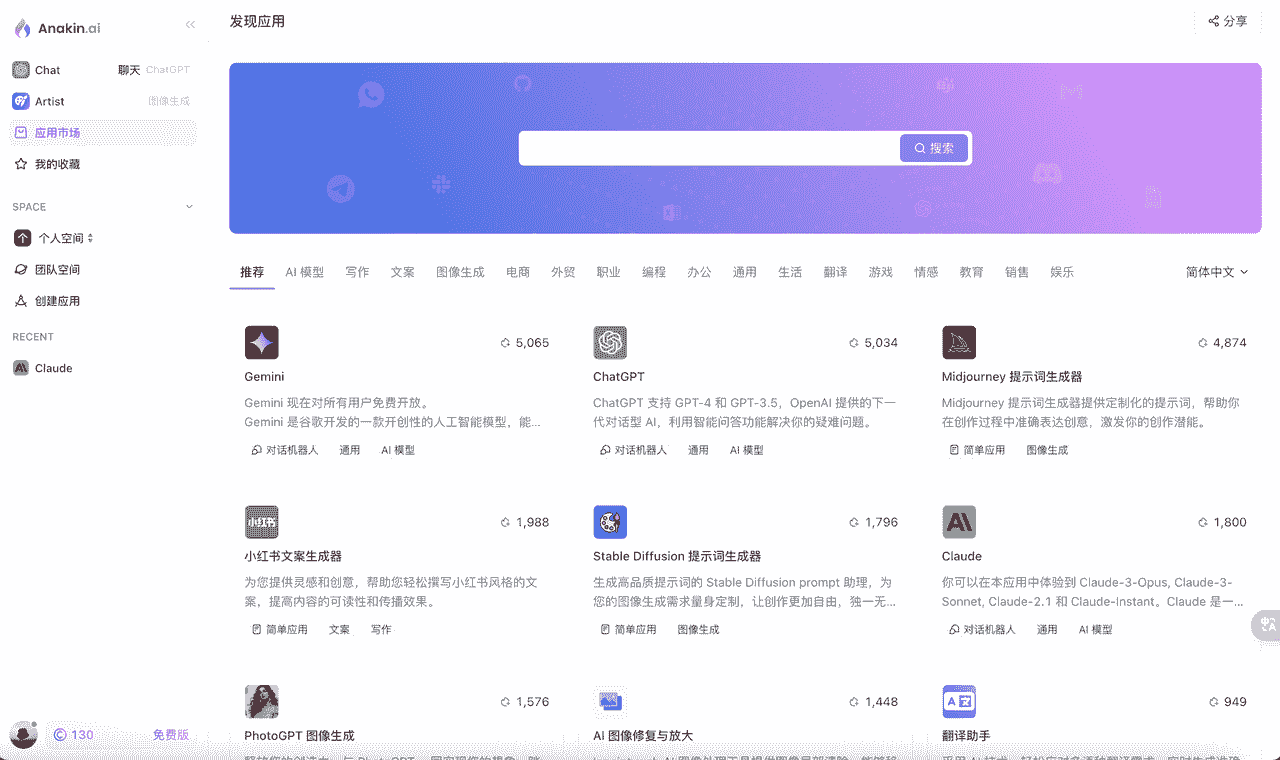 Anakin.ai
发现应用
分享
Chat
聊天 ChatGPT
Artist
图像生成
应用市场
我的收藏
SPACE
个人空间
团队空间
创建应用
RECENT
Claude
130
免费版
搜索
推荐 AI 模型 写作 文案 图像生成 电商 外贸 职业 编程 办公 通用 生活 翻译 游戏 情感 教育 销售 娱乐
简体中文
5,065
Gemini
Gemini 现在对所有用户免费开放。
Gemini 是谷歌开发的一款开创性的人工智能模型，能...
对话机器人 通用 AI 模型
5,034
ChatGPT
ChatGPT 支持 GPT-4 和 GPT-3.5，OpenAI 提供的下一
代对话型 AI，利用智能问答功能解决你的疑难问题。
对话机器人 通用 AI 模型
4,874
Midjourney 提示词生成器
Midjourney 提示词生成器提供定制化的提示词，帮助你
在创作过程中准确表达创意，激发你的创作潜能。
简单应用 图像生成
小红书
1,988
小红书文案生成器
为您提供灵感和创意，帮助您轻松撰写小红书风格的文
案，提高内容的可读性和传播效果。
简单应用 文案 写作
1,796
Stable Diffusion 提示词生成器
生成高品质提示词的 Stable Diffusion prompt 助理，为
您的图像生成需求量身定制，让创作更加自由，独一无...
简单应用 图像生成
1,800
Claude
你可以在本应用中体验到 Claude-3-Opus, Claude-3-
Sonnet, Claude-2.1 和 Claude-Instant。Claude 是一...
对话机器人 通用 AI 模型
1,576
PhotoGPT 图像生成
1,448
AI 图像修复与放大
949
翻译助手